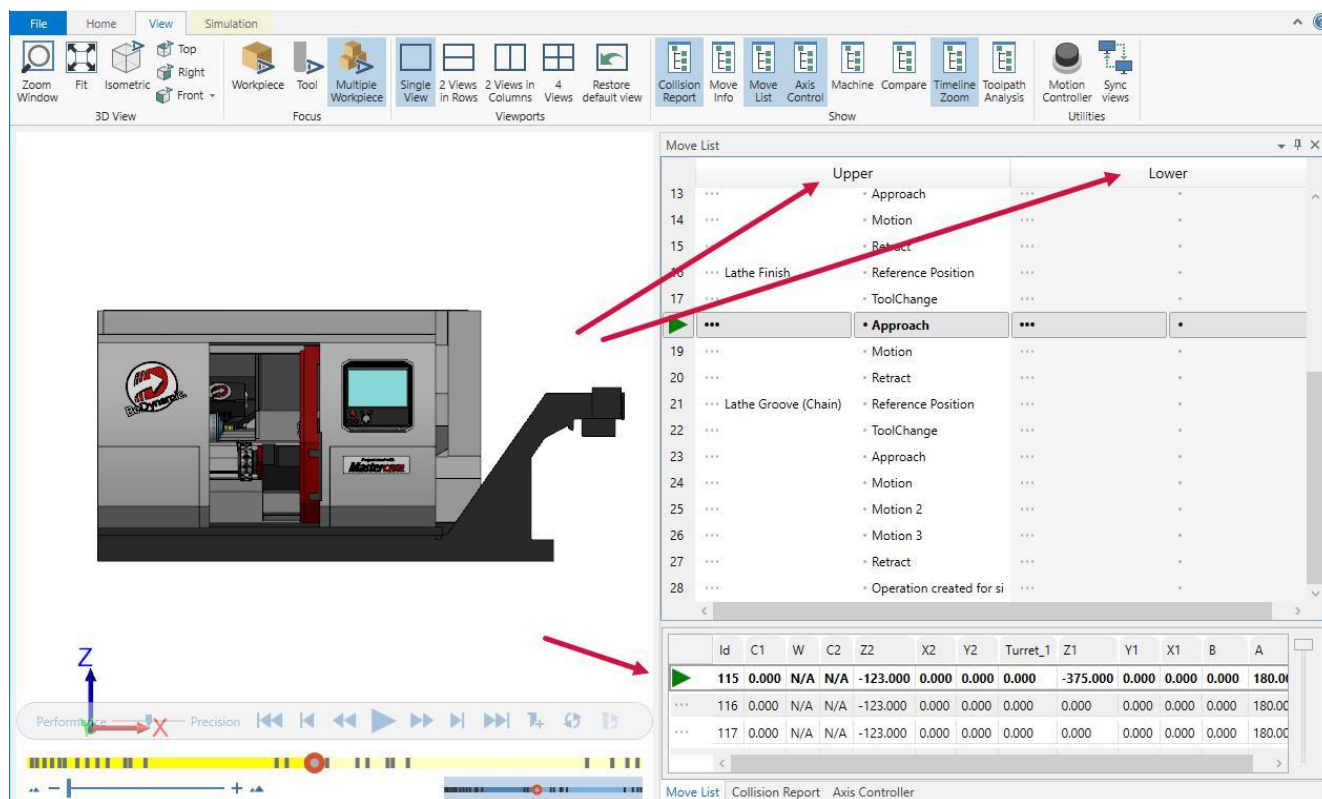 File Home View Simulation
Zoom Window Fit Isometric Top Right Front
Workpiece Tool Multiple Workpiece
Single View 2 Views in Rows 2 Views in Columns 4 Views Restore default view
Collision Report Move Info Move List Axis Control Machine Compare Timeline Zoom Toolpath Analysis
Motion Controller Sync views
3D View Focus Viewports Show Utilities
Move List
Upper Lower
13 ··· • Approach ··· •
14 ··· • Motion ··· •
15 ··· • Retract ··· •
16 ··· Lathe Finish • Reference Position ··· •
17 ··· • ToolChange ··· •
••• • Approach ••• •
19 ··· • Motion ··· •
20 ··· • Retract ··· •
21 ··· Lathe Groove (Chain) • Reference Position ··· •
22 ··· • ToolChange ··· •
23 ··· • Approach ··· •
24 ··· • Motion ··· •
25 ··· • Motion 2 ··· •
26 ··· • Motion 3 ··· •
27 ··· • Retract ··· •
28 ··· • Operation created for si ··· •
Id C1 W C2 Z2 X2 Y2 Turret_1 Z1 Y1 X1 B A
115 0.000 N/A N/A -123.000 0.000 0.000 0.000 -375.000 0.000 0.000 0.000 180.00
··· 116 0.000 N/A N/A -123.000 0.000 0.000 0.000 0.000 0.000 0.000 0.000 180.00
··· 117 0.000 N/A N/A -123.000 0.000 0.000 0.000 0.000 0.000 0.000 0.000 180.00
Move List Collision Report Axis Controller
BeDynamic.
Mastercam
Z
Y
X
Performance Precision